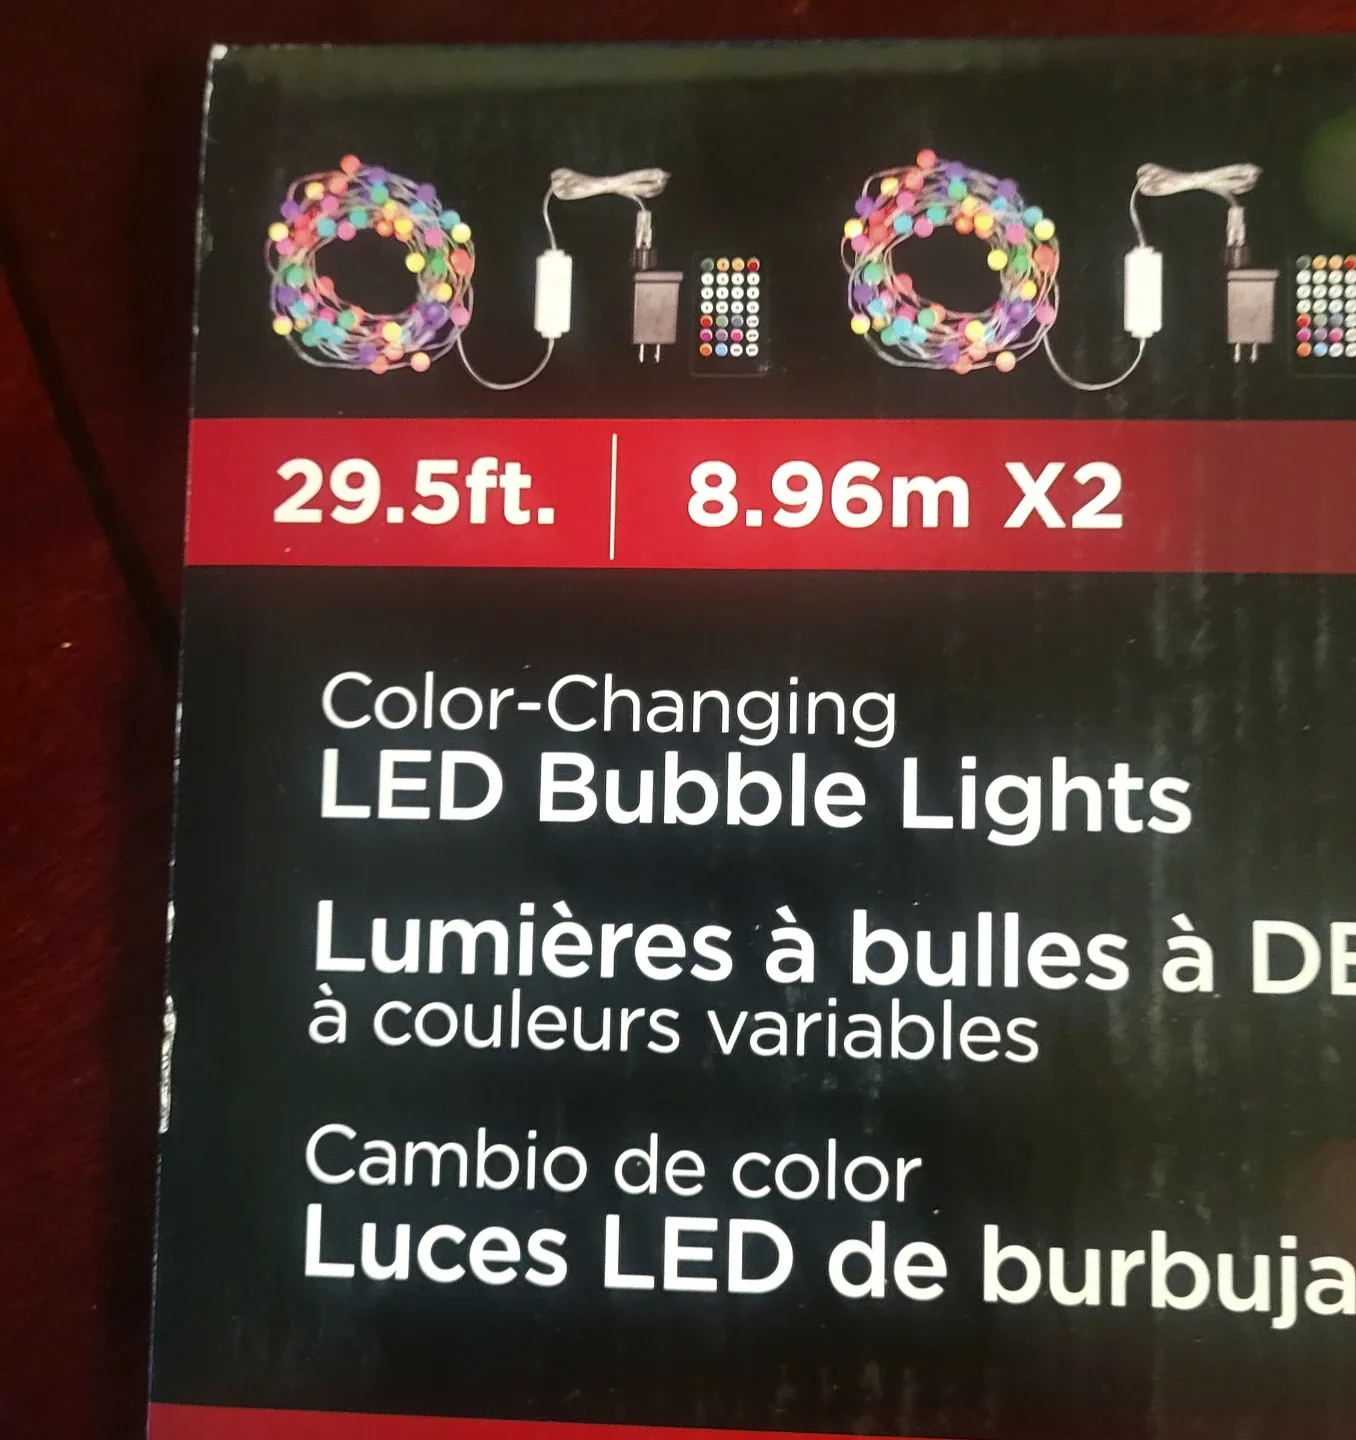 29.5ft. | 8.96m X2
Color-Changing
LED Bubble Lights
Lumières à bulles à
à couleurs variables
Cambio de color
Luces LED de